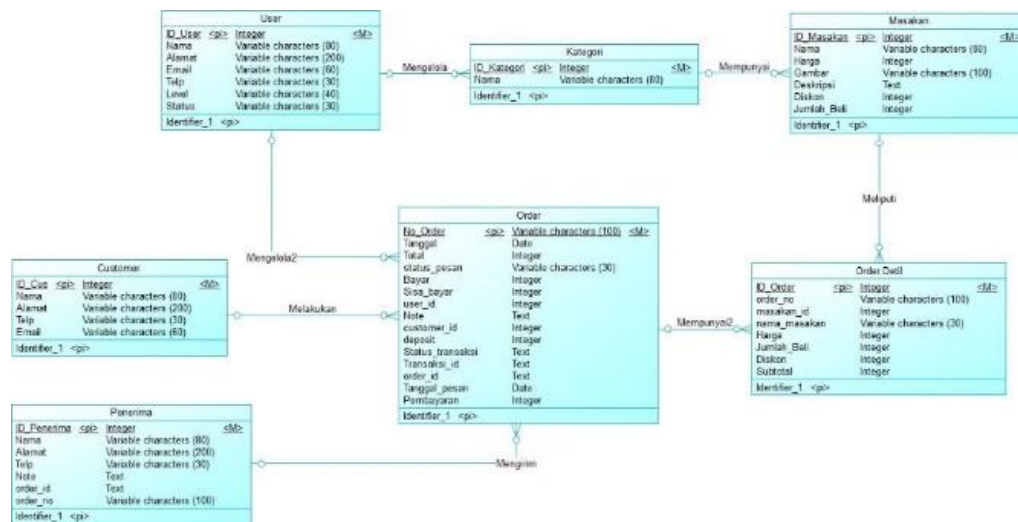 User
ID_User <pi> Integer <M>
Nama Variable characters (80)
Alamat Variable characters (200)
Email Variable characters (60)
Telp Variable characters (30)
Level Variable characters (40)
Status Variable characters (30)
Identifier_1 <pi>
Mengelola
Kategori
ID_Kategori <pi> Integer <M>
Nama Variable characters (80)
Identifier_1 <pi>
Mempunyai
Masakan
ID_Masakan <pi> Integer <M>
Nama Variable characters (80)
Harga Integer
Gambar Variable characters (100)
Deskripsi Text
Diskon Integer
Jumlah_Beli Integer
Identifier_1 <pi>
Meliputi
Mengelola2
Order
No_Order <pi> Variable characters (100) <M>
Tanggal Date
Total Integer
status_pesan Variable characters (30)
Bayar Integer
Sisa_bayar Integer
user_id Integer
Note Text
customer_id Integer
deposit Integer
Status_transaksi Text
Transaksi_id Text
order_id Text
Tanggal_pesan Date
Pembayaran Integer
Identifier_1 <pi>
Customer
ID_Cus <pi> Integer <M>
Nama Variable characters (80)
Alamat Variable characters (200)
Telp Variable characters (30)
Email Variable characters (60)
Identifier_1 <pi>
Melakukan
Mempunyai2
Order Detil
ID_Order <pi> Integer <M>
order_no Variable characters (100)
masakan_id Integer
nama_masakan Variable characters (30)
Harga Integer
Jumlah_Beli Integer
Diskon Integer
Subtotal Integer
Identifier_1 <pi>
Penerima
ID_Penerima <pi> Integer <M>
Nama Variable characters (80)
Alamat Variable characters (200)
Telp Variable characters (30)
Note Text
order_id Text
order_no Variable characters (100)
Identifier_1 <pi>
Mengirim